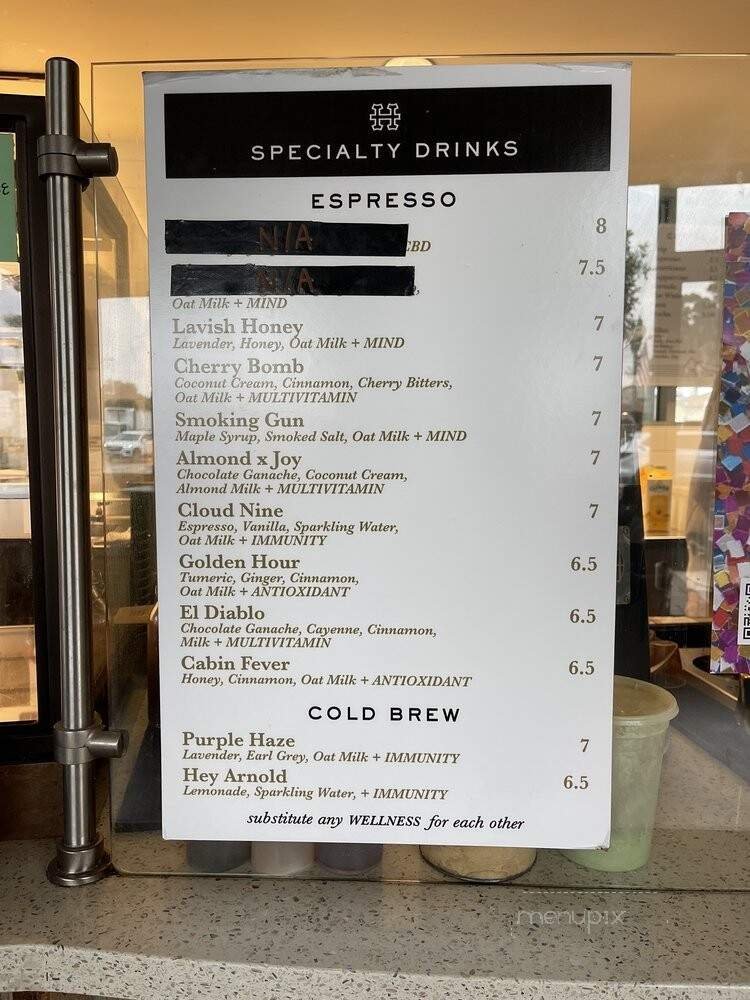 SPECIALTY DRINKS
ESPRESSO
N/A 8
CBD
N/A 7.5
Oat Milk + MIND
Lavish Honey 7
Lavender, Honey, Oat Milk + MIND
Cherry Bomb 7
Coconut Cream, Cinnamon, Cherry Bitters,
Oat Milk + MULTIVITAMIN
Smoking Gun 7
Maple Syrup, Smoked Salt, Oat Milk + MIND
Almond x Joy 7
Chocolate Ganache, Coconut Cream,
Almond Milk + MULTIVITAMIN
Cloud Nine 7
Espresso, Vanilla, Sparkling Water,
Oat Milk + IMMUNITY
Golden Hour 6.5
Tumeric, Ginger, Cinnamon,
Oat Milk + ANTIOXIDANT
El Diablo 6.5
Chocolate Ganache, Cayenne, Cinnamon,
Milk + MULTIVITAMIN
Cabin Fever 6.5
Honey, Cinnamon, Oat Milk + ANTIOXIDANT
COLD BREW
Purple Haze 7
Lavender, Earl Grey, Oat Milk + IMMUNITY
Hey Arnold 6.5
Lemonade, Sparkling Water, + IMMUNITY
substitute any WELLNESS for each other
menupix